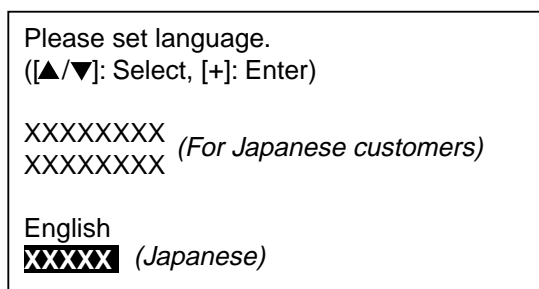 Please set language.
([▲/▼]: Select, [+]: Enter)
XXXXXXXX
(For Japanese customers)
XXXXXXXX
English
XXXXX (Japanese)